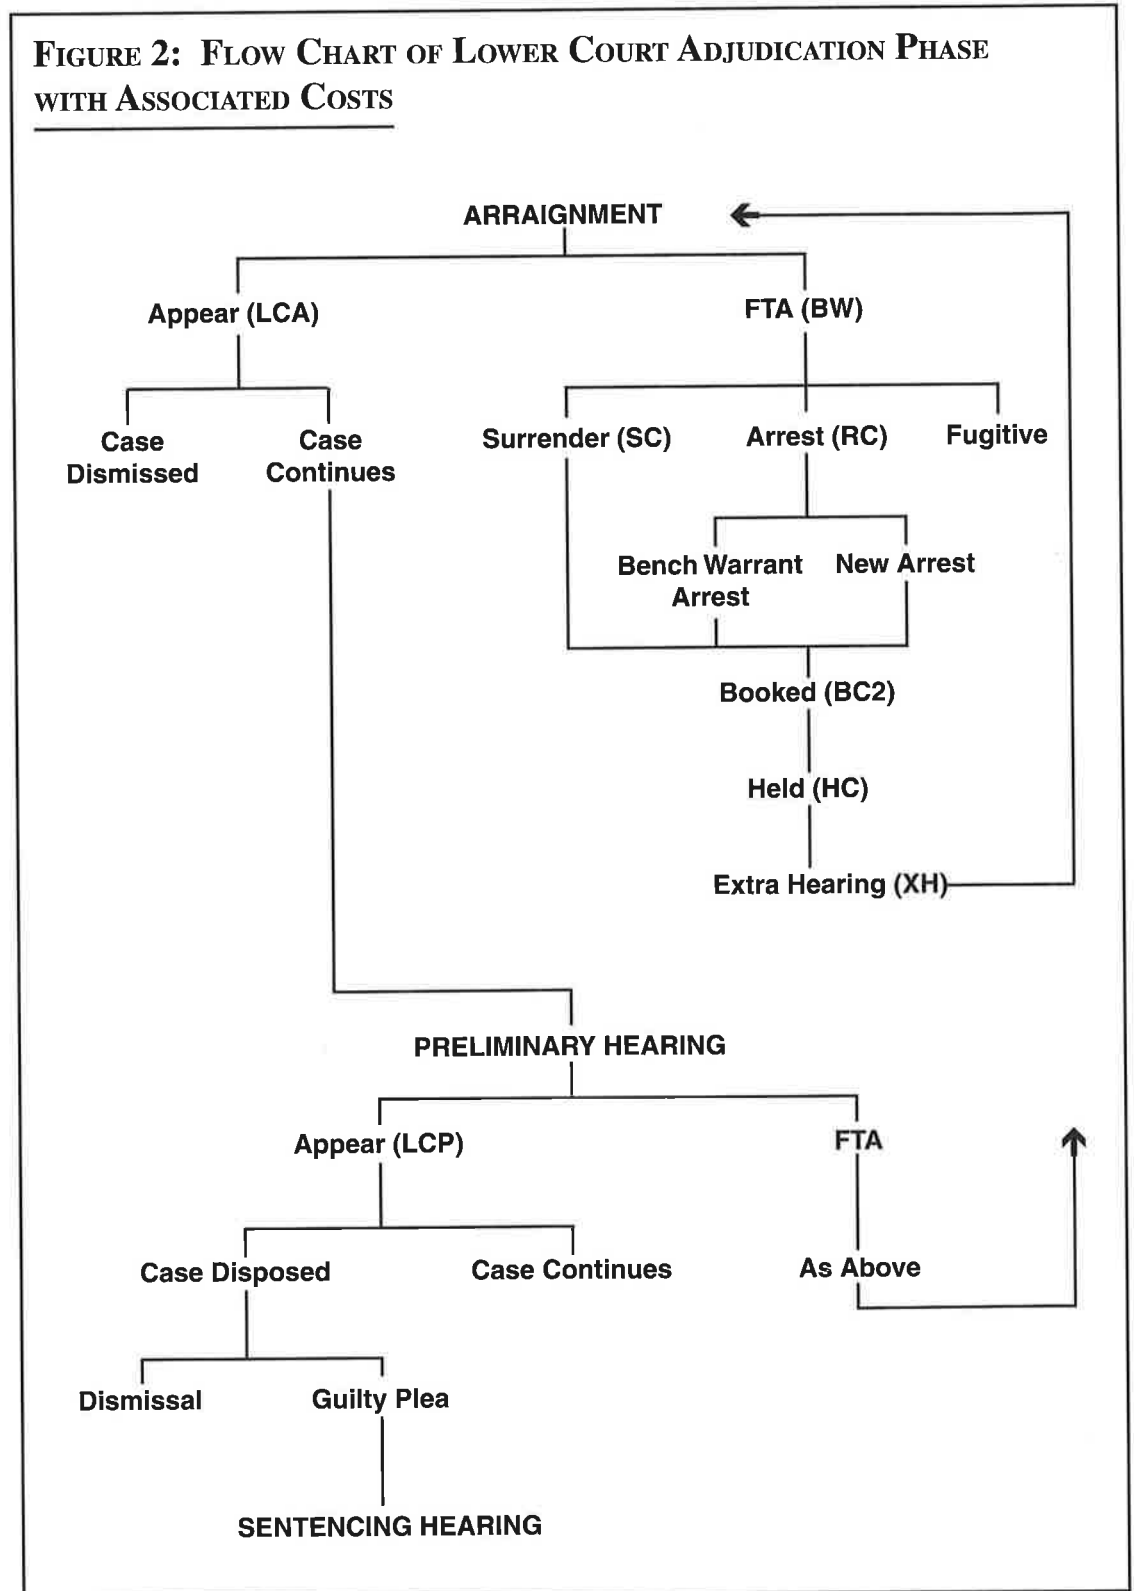 FIGURE 2: FLOW CHART OF LOWER COURT ADJUDICATION PHASE
WITH ASSOCIATED COSTS
ARRAIGNMENT
Appear (LCA)
FTA (BW)
Case
Dismissed
Case
Continues
Surrender (SC)
Arrest (RC)
Fugitive
Bench Warrant
Arrest
New Arrest
Booked (BC2)
Held (HC)
Extra Hearing (XH)
PRELIMINARY HEARING
Appear (LCP)
FTA
Case Disposed
Case Continues
As Above
Dismissal
Guilty Plea
SENTENCING HEARING